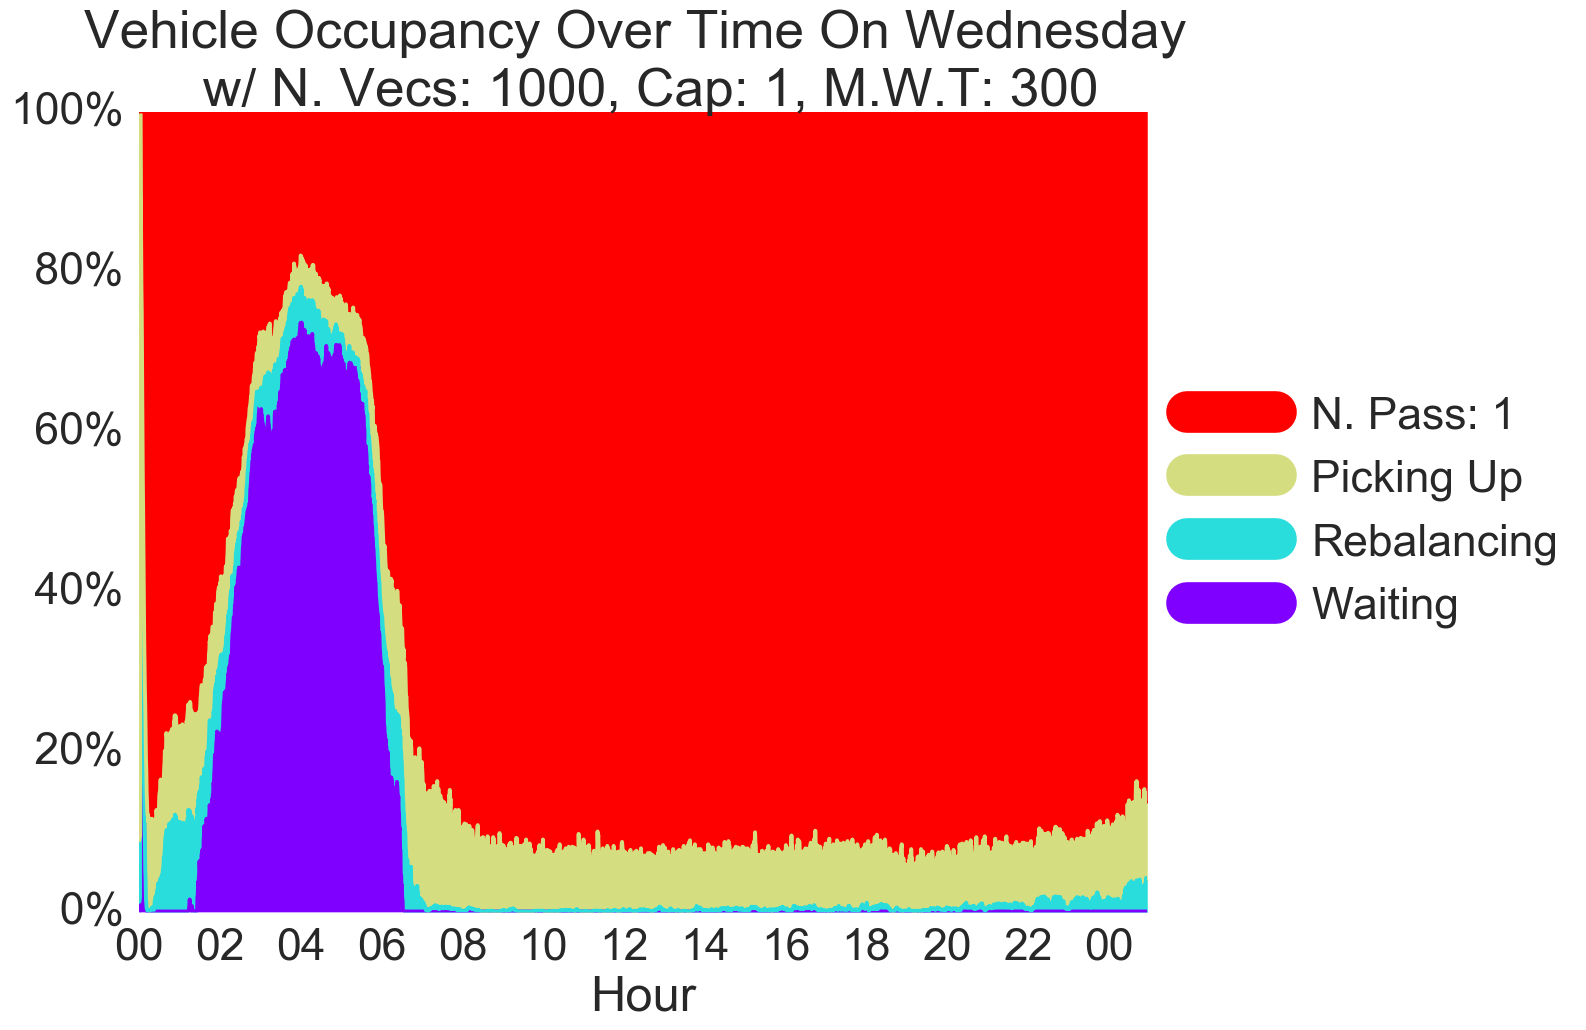 Vehicle Occupancy Over Time On Wednesday
w/ N. Vecs: 1000, Cap: 1, M.W.T: 300
100%
80%
60%
40%
20%
0%
00 02 04 06 08 10 12 14 16 18 20 22 00
Hour
N. Pass: 1
Picking Up
Rebalancing
Waiting